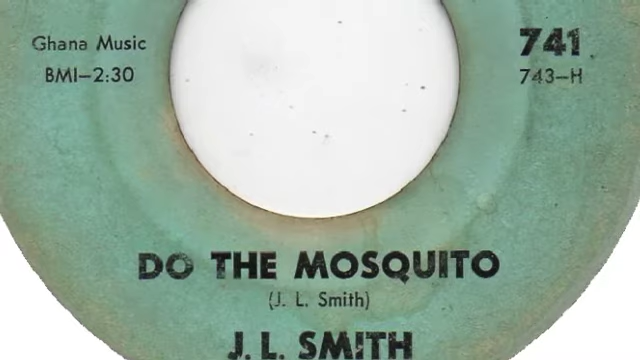 Ghana Music
BMI–2:30
741
743–H
DO THE MOSQUITO
(J. L. Smith)
J. L. SMITH